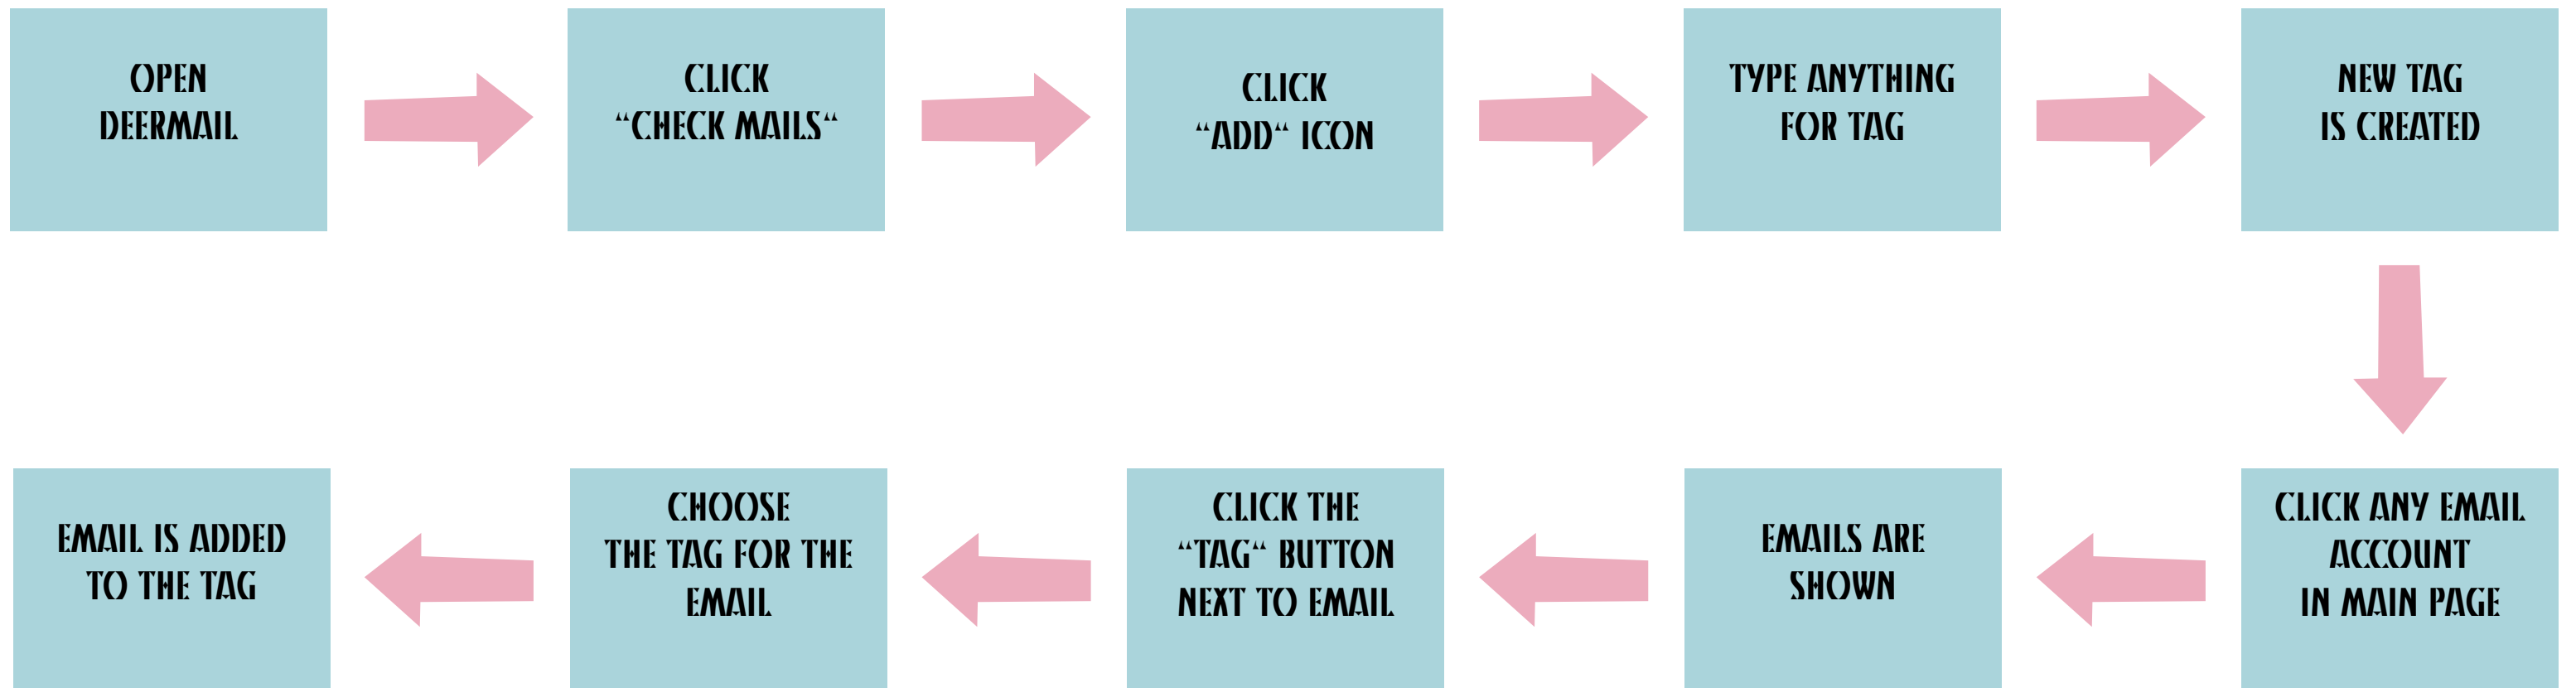 OPEN
DEERMAIL
CLICK
“CHECK MAILS“
CLICK
“ADD“ ICON
TYPE ANYTHING
FOR TAG
NEW TAG
IS CREATED
CLICK ANY EMAIL
ACCOUNT
IN MAIN PAGE
EMAILS ARE
SHOWN
CLICK THE
“TAG“ BUTTON
NEXT TO EMAIL
CHOOSE
THE TAG FOR THE
EMAIL
EMAIL IS ADDED
TO THE TAG